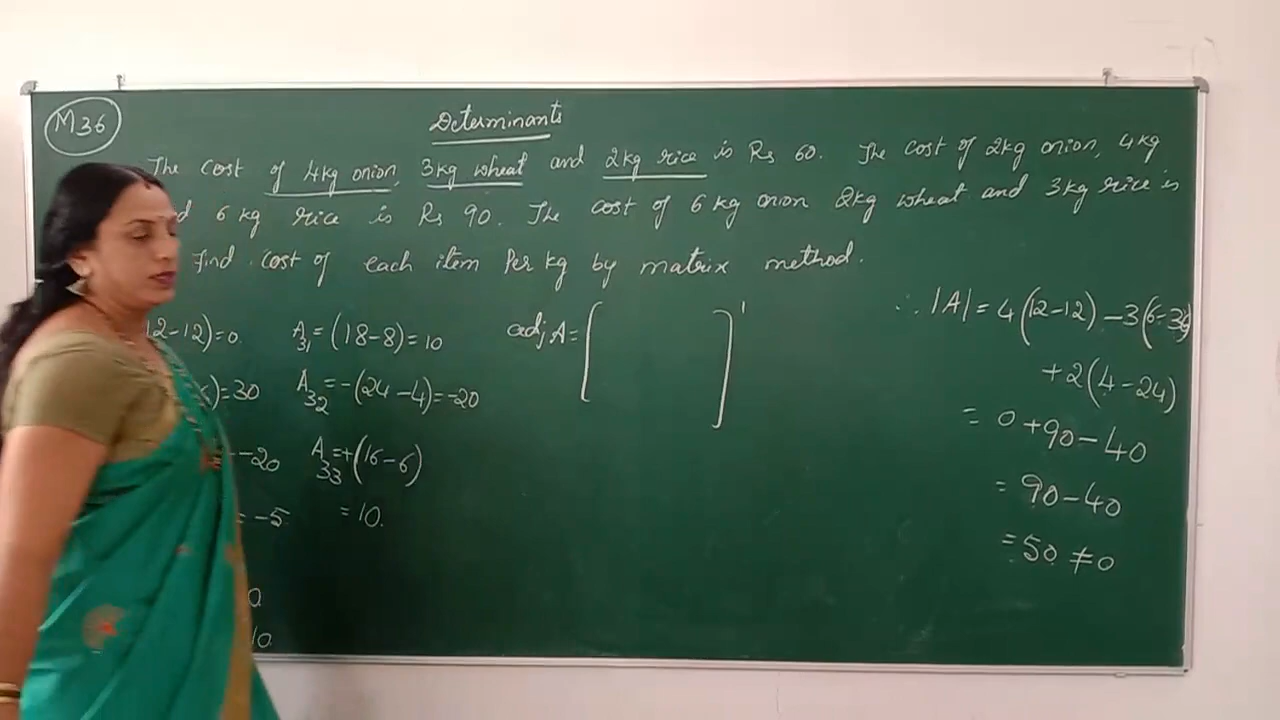 M36
Determinants
The cost of 4kg onion, 3kg wheat and 2kg rice is Rs 60. The cost of 2kg onion, 4kg
d 6 kg rice is Rs 90. The cost of 6 kg onion 2kg wheat and 3kg rice is
Find cost of each item Per kg by matrix method.
12-12)=0
)=30
-20
= -5
0
10
A₃₁=(18-8)=10
A₃₂=-(24-4)=-20
A₃₃=+(16-6)
=10.
adj A=[ ]'
∴ |A|=4(12-12)-3(6-36)
+2(4-24)
= 0+90-40
= 90-40
=50≠0